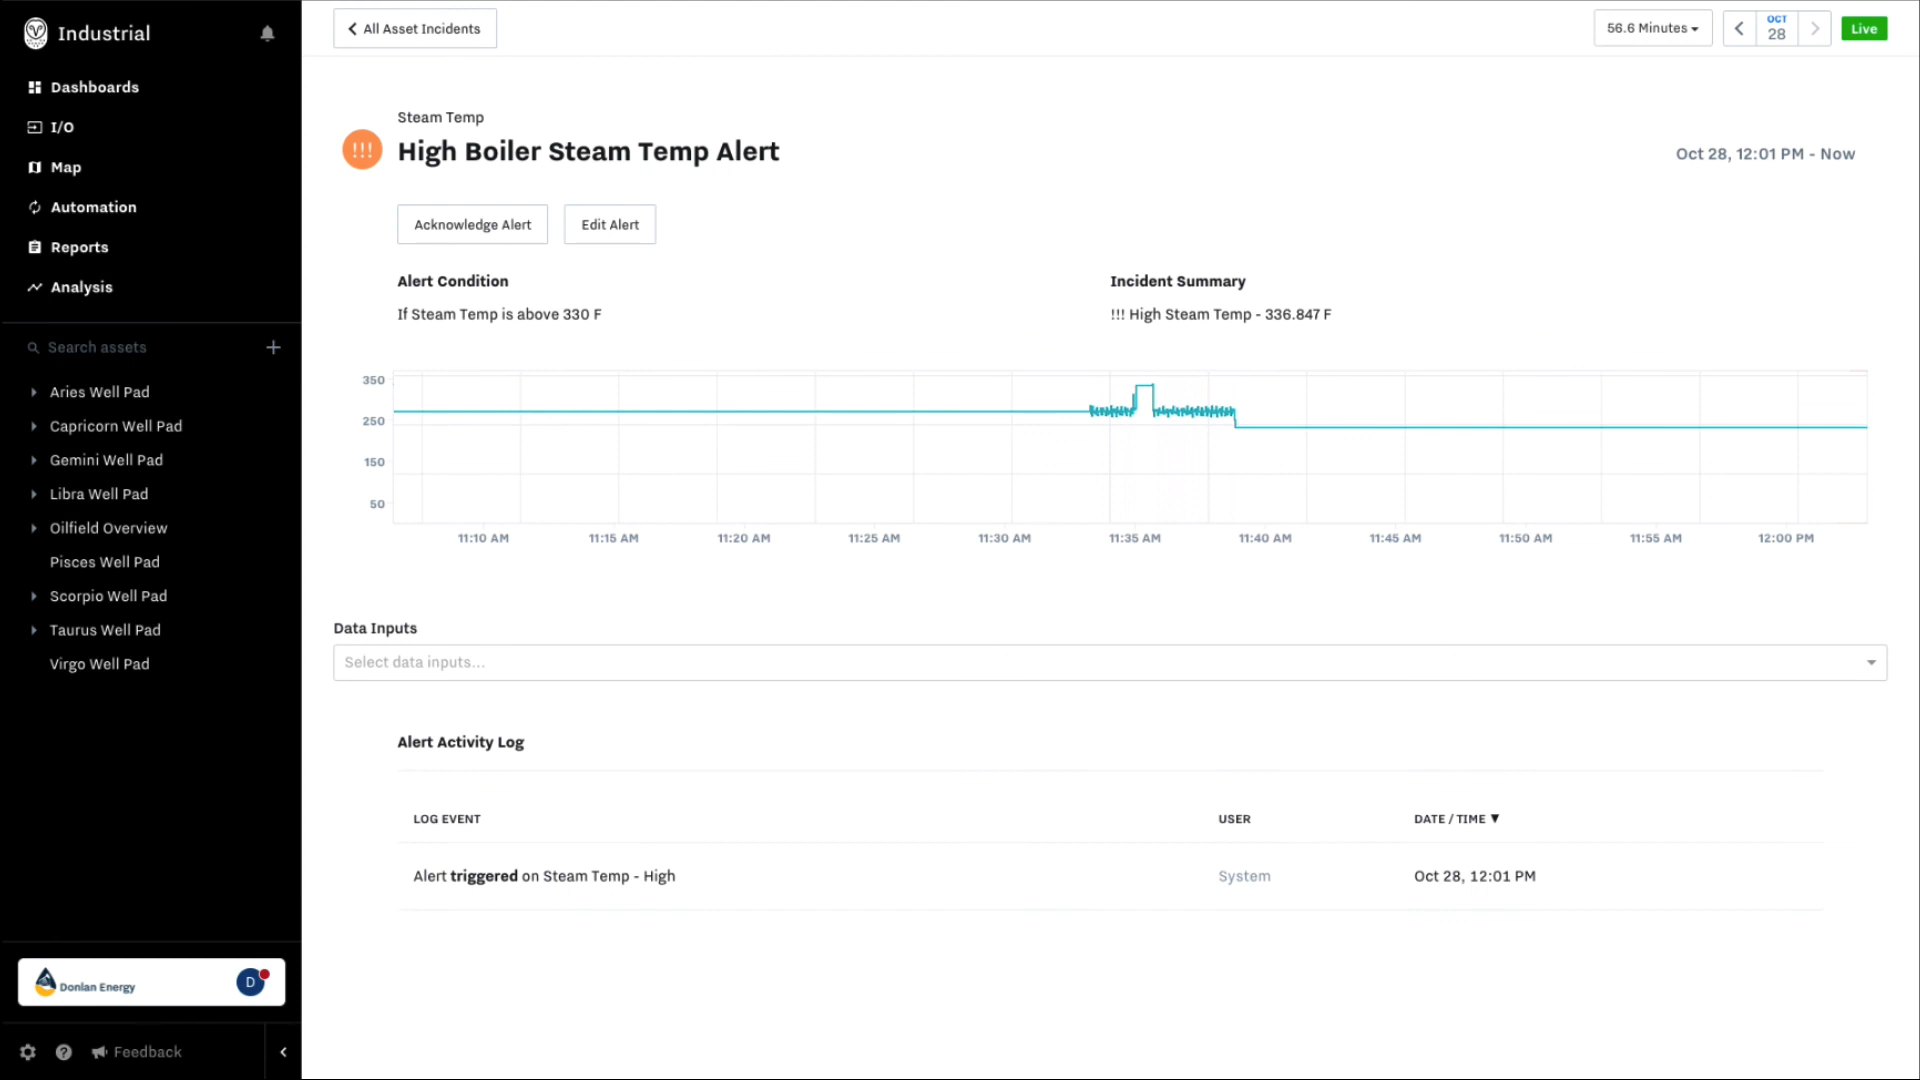 Industrial
Dashboards
I/O
Map
Automation
Reports
Analysis
Search assets
Aries Well Pad
Capricorn Well Pad
Gemini Well Pad
Libra Well Pad
Oilfield Overview
Pisces Well Pad
Scorpio Well Pad
Taurus Well Pad
Virgo Well Pad
Donlan Energy
D
Feedback
All Asset Incidents
56.6 Minutes
OCT
28
Live
Steam Temp
!!! High Boiler Steam Temp Alert
Oct 28, 12:01 PM - Now
Acknowledge Alert
Edit Alert
Alert Condition
If Steam Temp is above 330 F
Incident Summary
!!! High Steam Temp - 336.847 F
350
250
150
50
11:10 AM 11:15 AM 11:20 AM 11:25 AM 11:30 AM 11:35 AM 11:40 AM 11:45 AM 11:50 AM 11:55 AM 12:00 PM
Data Inputs
Select data inputs...
Alert Activity Log
LOG EVENT USER DATE / TIME ▼
Alert triggered on Steam Temp - High System Oct 28, 12:01 PM